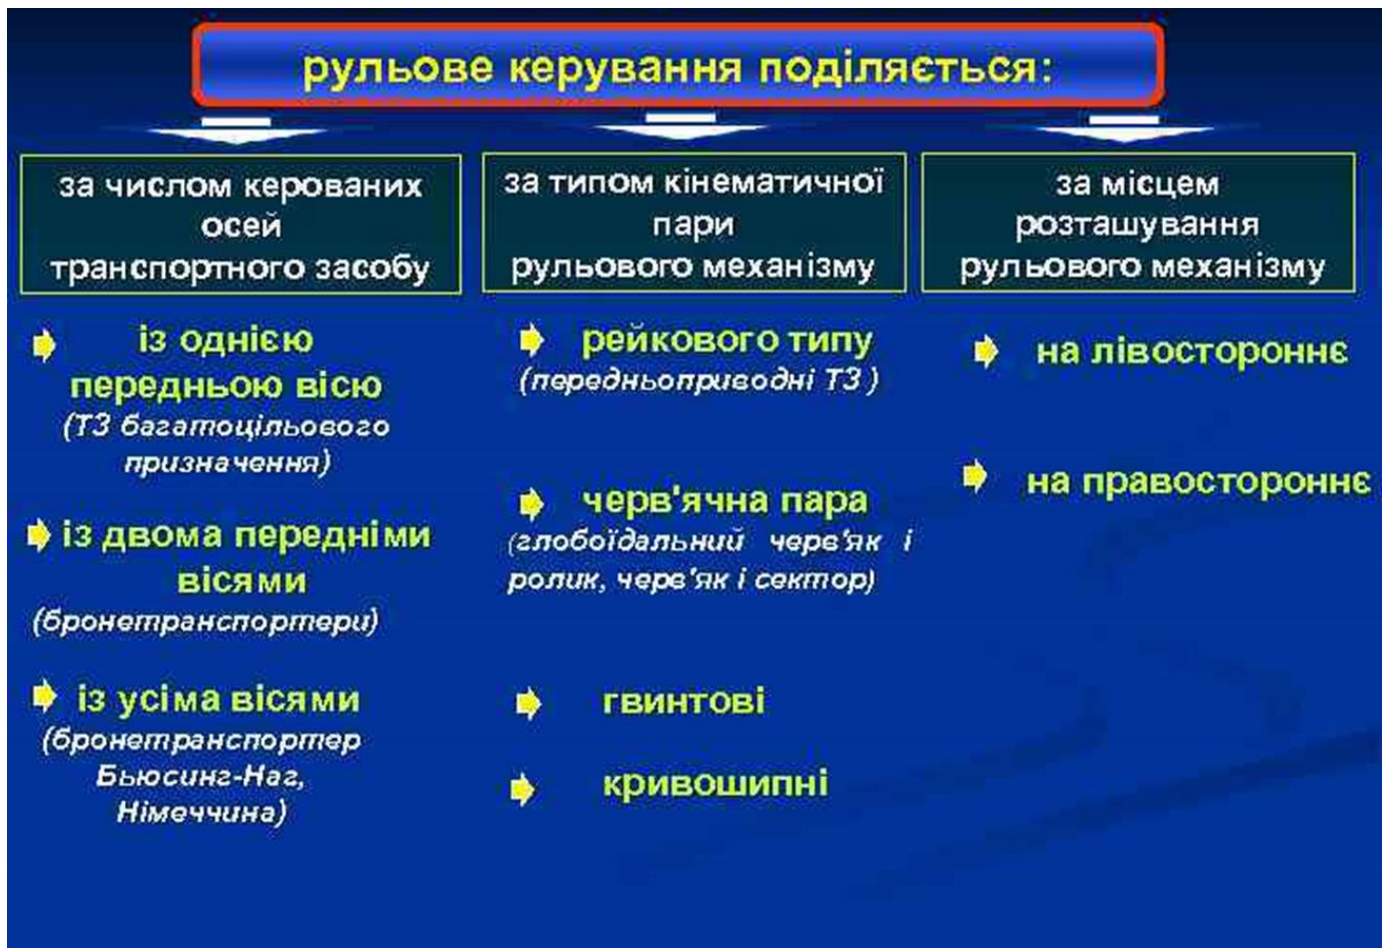 рульове керування поділяється:
за числом керованих
осей
транспортного засобу
із однією
передньою вісю
(ТЗ багатоцільового
призначення)
із двома передніми
вісями
(бронетранспортери)
із усіма вісями
(бронетранспортер
Бьюсинг-Наг,
Німеччина)
за типом кінематичної
пари
рульового механізму
рейкового типу
(передньоприводні ТЗ )
черв'ячна пара
(глобоїдальний черв'як і
ролик, черв'як і сектор)
гвинтові
кривошипні
за місцем
розташування
рульового механізму
на лівостороннє
на правостороннє